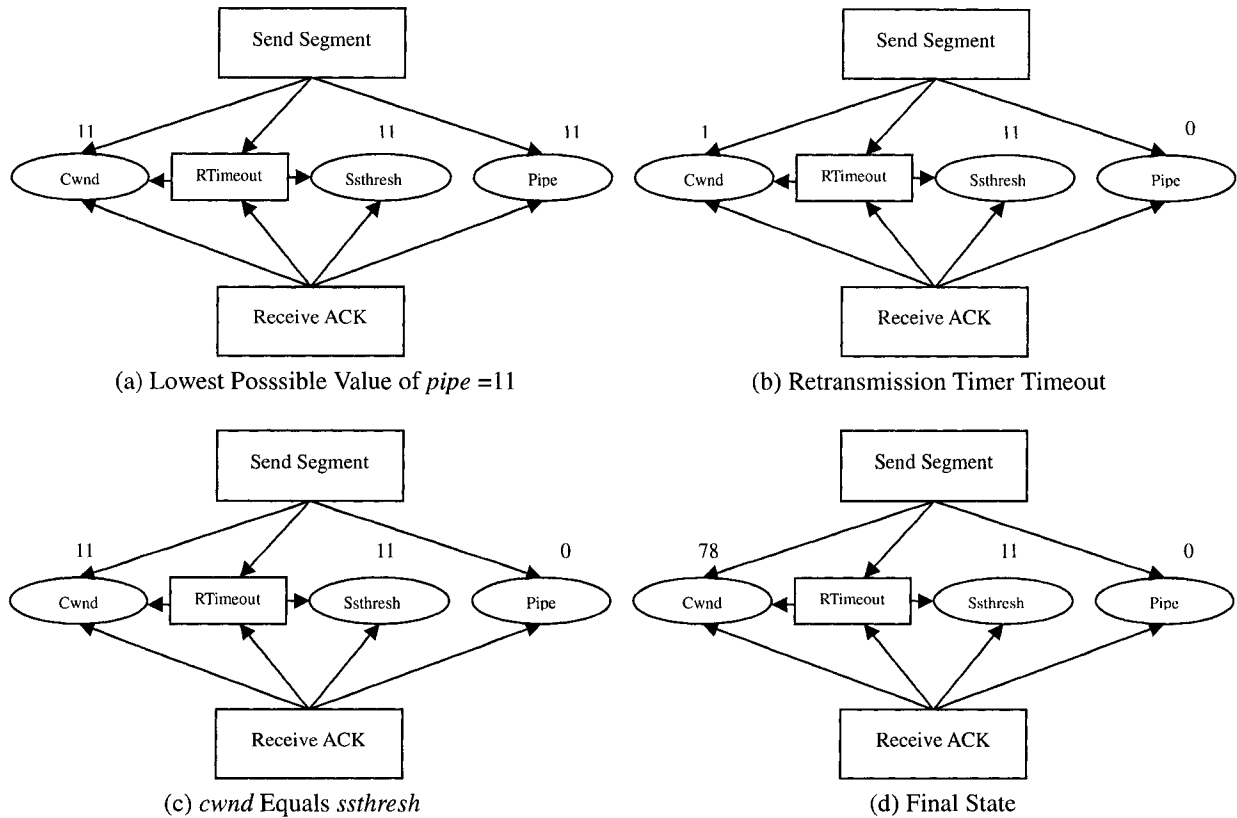 Send Segment
11
11
11
Cwnd
RTimeout
Ssthresh
Pipe
Receive ACK
(a) Lowest Posssible Value of pipe =11
Send Segment
1
11
0
Cwnd
RTimeout
Ssthresh
Pipe
Receive ACK
(b) Retransmission Timer Timeout
Send Segment
11
11
0
Cwnd
RTimeout
Ssthresh
Pipe
Receive ACK
(c) cwnd Equals ssthresh
Send Segment
78
11
0
Cwnd
RTimeout
Ssthresh
Pipe
Receive ACK
(d) Final State